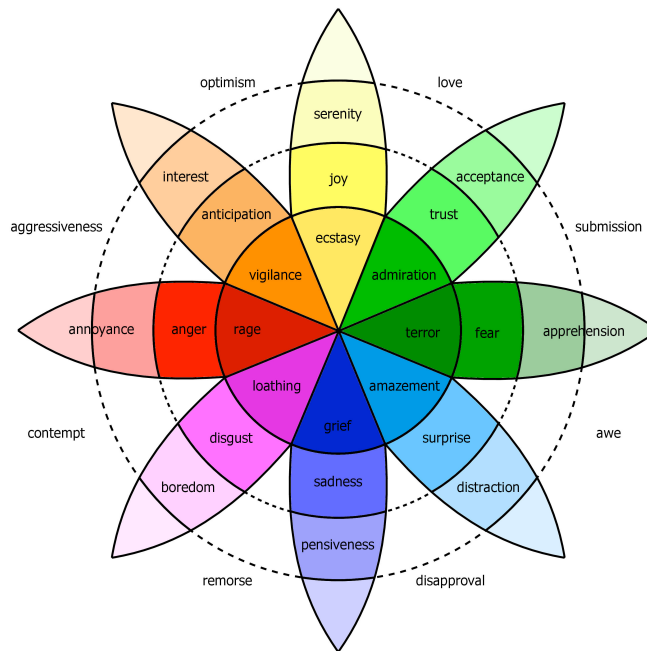 optimism
love
serenity
interest
joy
acceptance
anticipation
trust
aggressiveness
submission
ecstasy
vigilance
admiration
annoyance
anger
rage
terror
fear
apprehension
loathing
amazement
contempt
grief
awe
disgust
surprise
boredom
sadness
distraction
pensiveness
remorse
disapproval